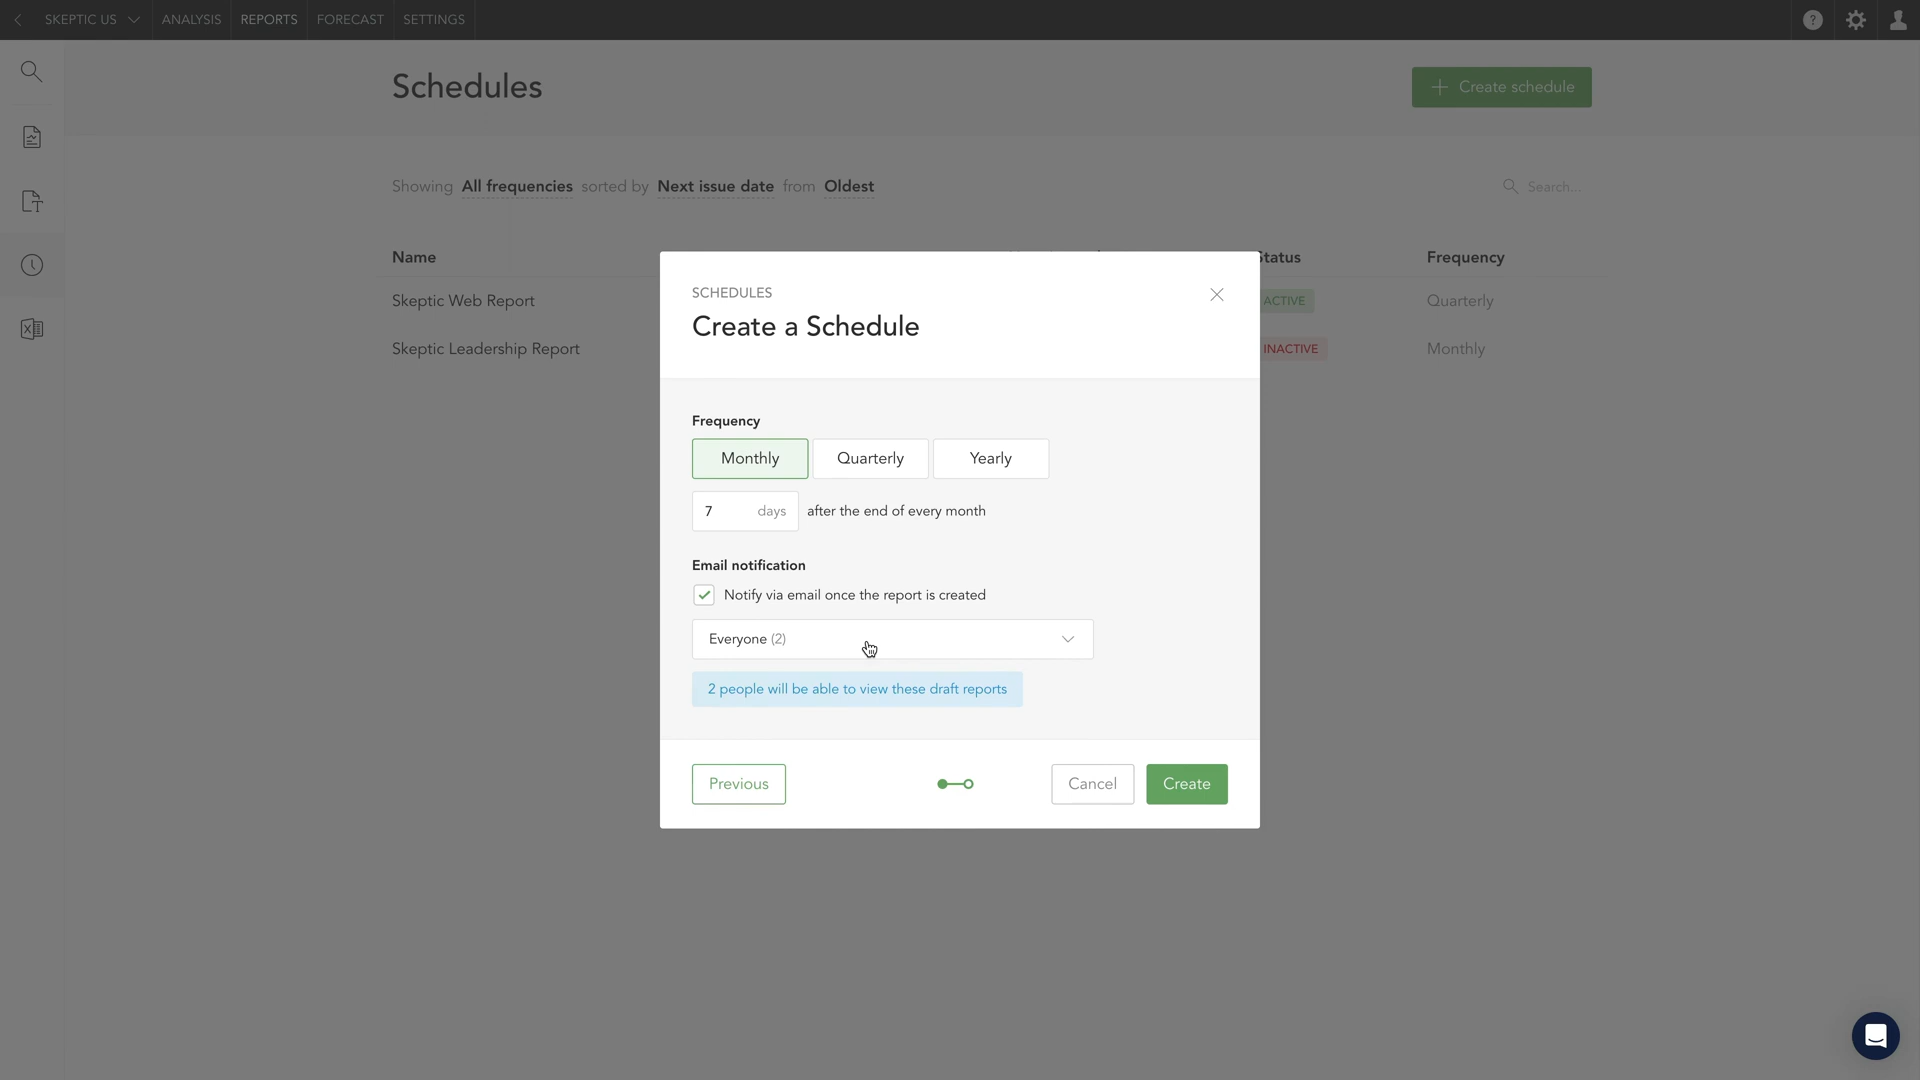 SKEPTIC US ANALYSIS REPORTS FORECAST SETTINGS ?
Schedules
Create schedule
Showing All frequencies sorted by Next issue date from Oldest
Search...
Name Status Frequency
Skeptic Web Report ACTIVE Quarterly
Skeptic Leadership Report INACTIVE Monthly
SCHEDULES
Create a Schedule
Frequency
Monthly Quarterly Yearly
7 days after the end of every month
Email notification
Notify via email once the report is created
Everyone (2)
2 people will be able to view these draft reports
Previous Cancel Create